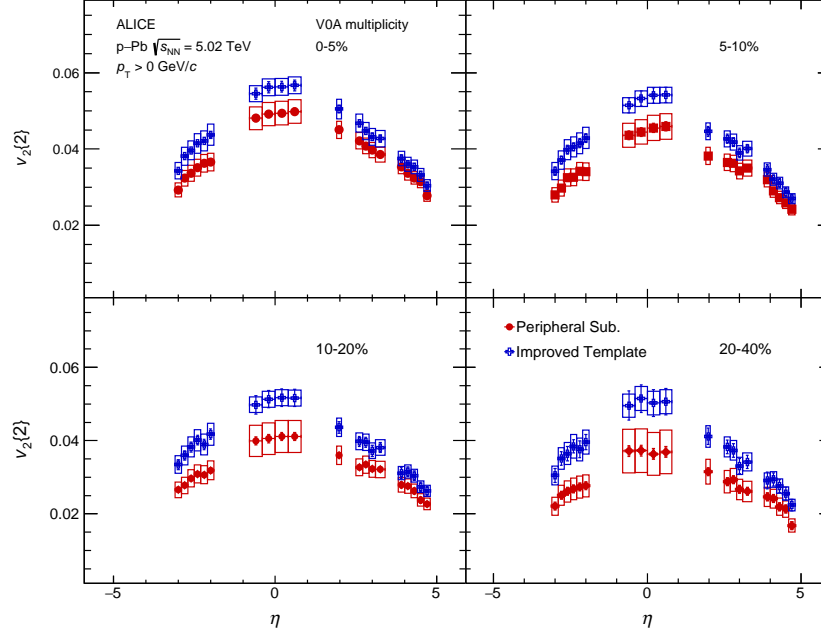 ALICE
p–Pb √sNN = 5.02 TeV
pT > 0 GeV/c
V0A multiplicity
0-5%
5-10%
v2{2}
0.06
0.04
0.02
10-20%
20-40%
Peripheral Sub.
Improved Template
v2{2}
0.06
0.04
0.02
−5 0 5
−5 0 5
η η